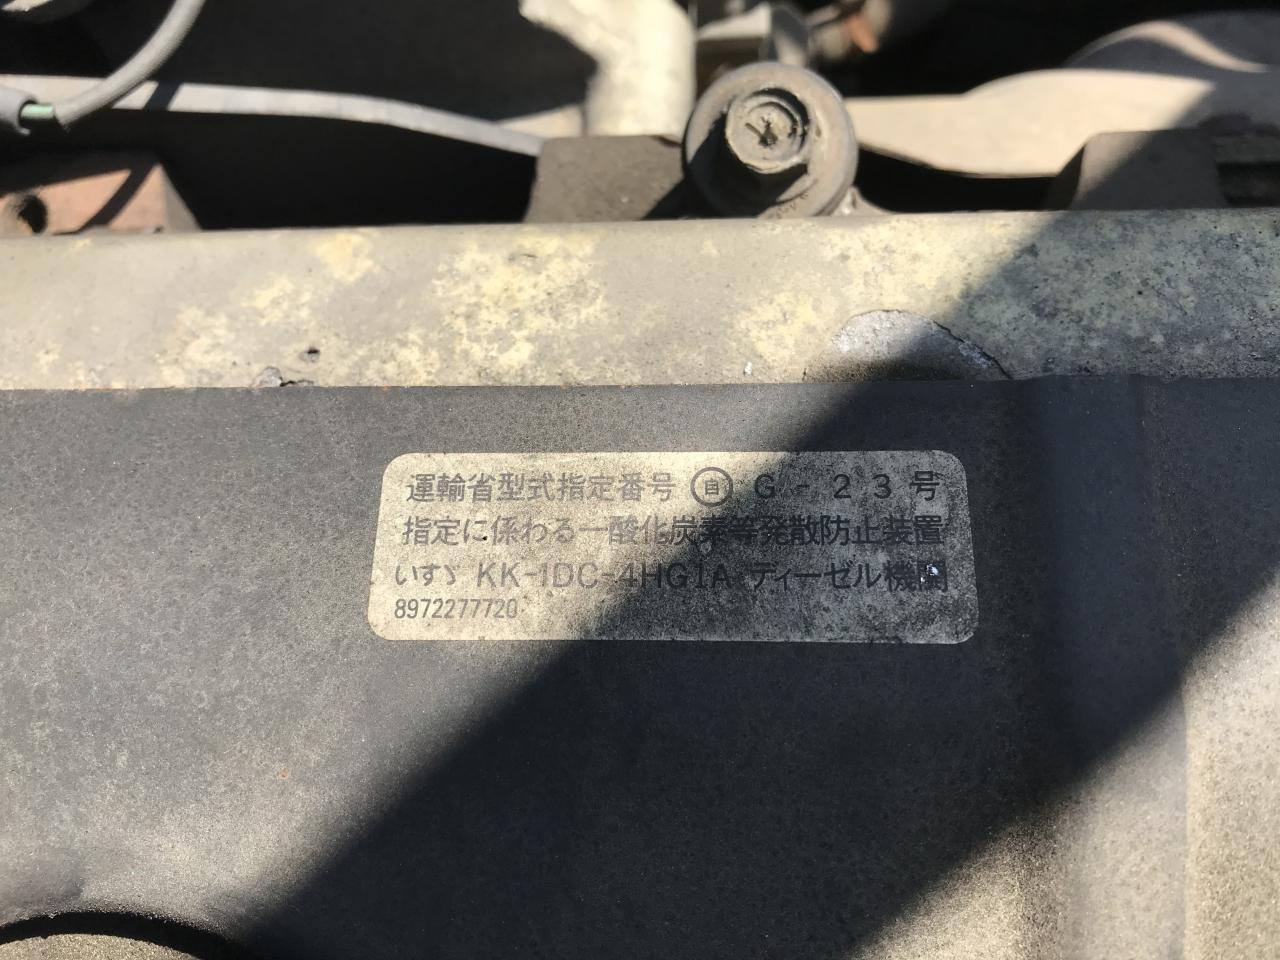 運輸省型式指定番号 ㊜ G-23号
指定に係わる一酸化炭素等発散防止装置
いすゞ KK-1DC-4HG1A ディーゼル機関
8972277720